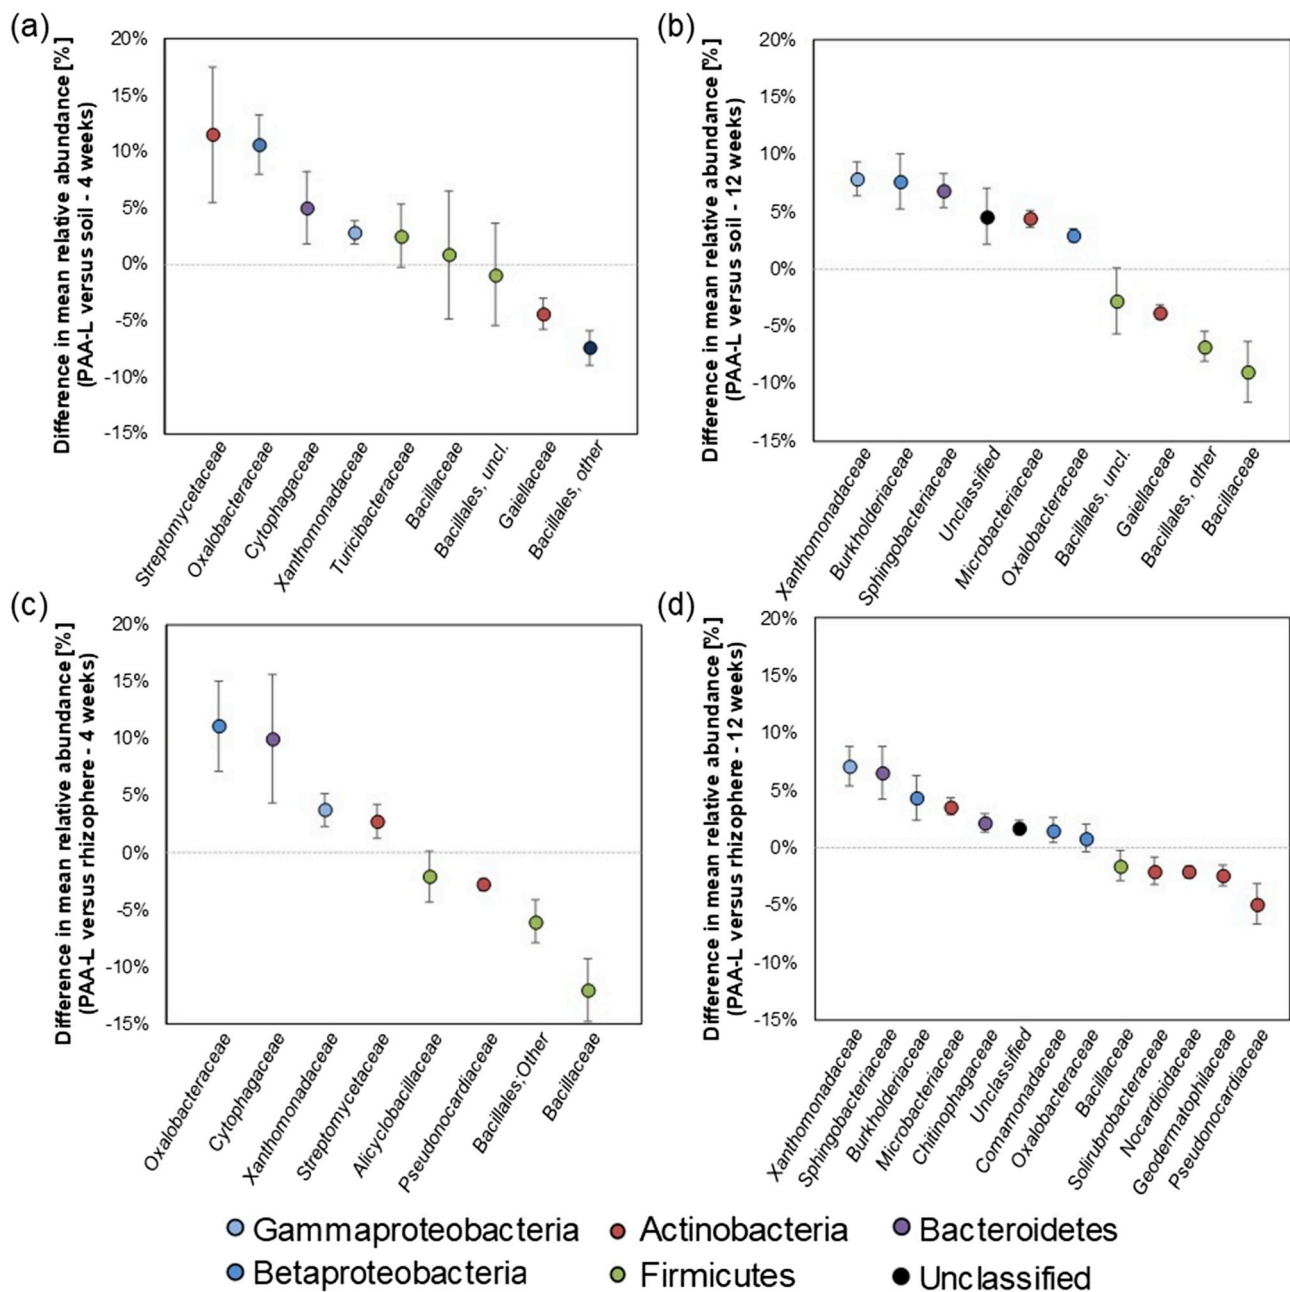 (a)
Difference in mean relative abundance [%]
(PAA-L versus soil - 4 weeks)
20%
15%
10%
5%
0%
-5%
-10%
-15%
Streptomycetaceae
Oxalobacteraceae
Cytophagaceae
Xanthomonadaceae
Turicibacteraceae
Bacillaceae
Bacillales, uncl.
Gaiellaceae
Bacillales, other
(b)
Difference in mean relative abundance [%]
(PAA-L versus soil - 12 weeks)
20%
15%
10%
5%
0%
-5%
-10%
-15%
Xanthomonadaceae
Burkholderiaceae
Sphingobacteriaceae
Unclassified
Microbacteriaceae
Oxalobacteraceae
Bacillales, uncl.
Gaiellaceae
Bacillales, other
Bacillaceae
(c)
Difference in mean relative abundance [%]
(PAA-L versus rhizophere - 4 weeks)
20%
15%
10%
5%
0%
-5%
-10%
-15%
Oxalobacteraceae
Cytophagaceae
Xanthomonadaceae
Streptomycetaceae
Alicyclobacillaceae
Pseudonocardiaceae
Bacillales;Other
Bacillaceae
(d)
Difference in mean relative abundance [%]
(PAA-L versus rhizophere - 12 weeks)
20%
15%
10%
5%
0%
-5%
-10%
-15%
Xanthomonadaceae
Sphingobacteriaceae
Burkholderiaceae
Microbacteriaceae
Chitinophagaceae
Unclassified
Comamonadaceae
Oxalobacteraceae
Bacillaceae
Solirubrobacteraceae
Nocardioidaceae
Geodermatophilaceae
Pseudonocardiaceae
Gammaproteobacteria
Actinobacteria
Bacteroidetes
Betaproteobacteria
Firmicutes
Unclassified